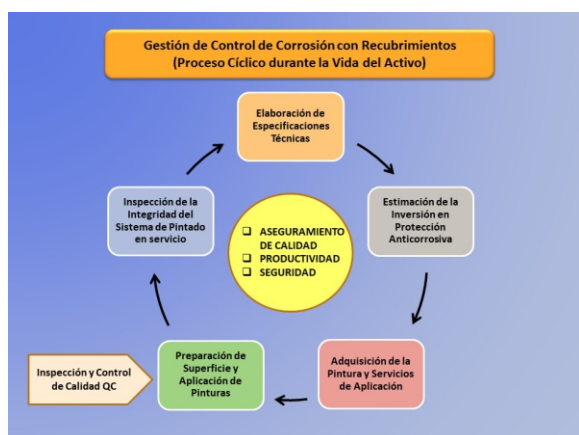 Gestión de Control de Corrosión con Recubrimientos
(Proceso Cíclico durante la Vida del Activo)
Elaboración de
Especificaciones
Técnicas
Inspección de la
Integridad del
Sistema de Pintado
en servicio
Estimación de la
Inversión en
Protección
Anticorrosiva
❑ ASEGURAMIENTO
DE CALIDAD
❑ PRODUCTIVIDAD
❑ SEGURIDAD
Inspección y Control
de Calidad QC
Preparación de
Superficie y
Aplicación de
Pinturas
Adquisición de la
Pintura y Servicios
de Aplicación